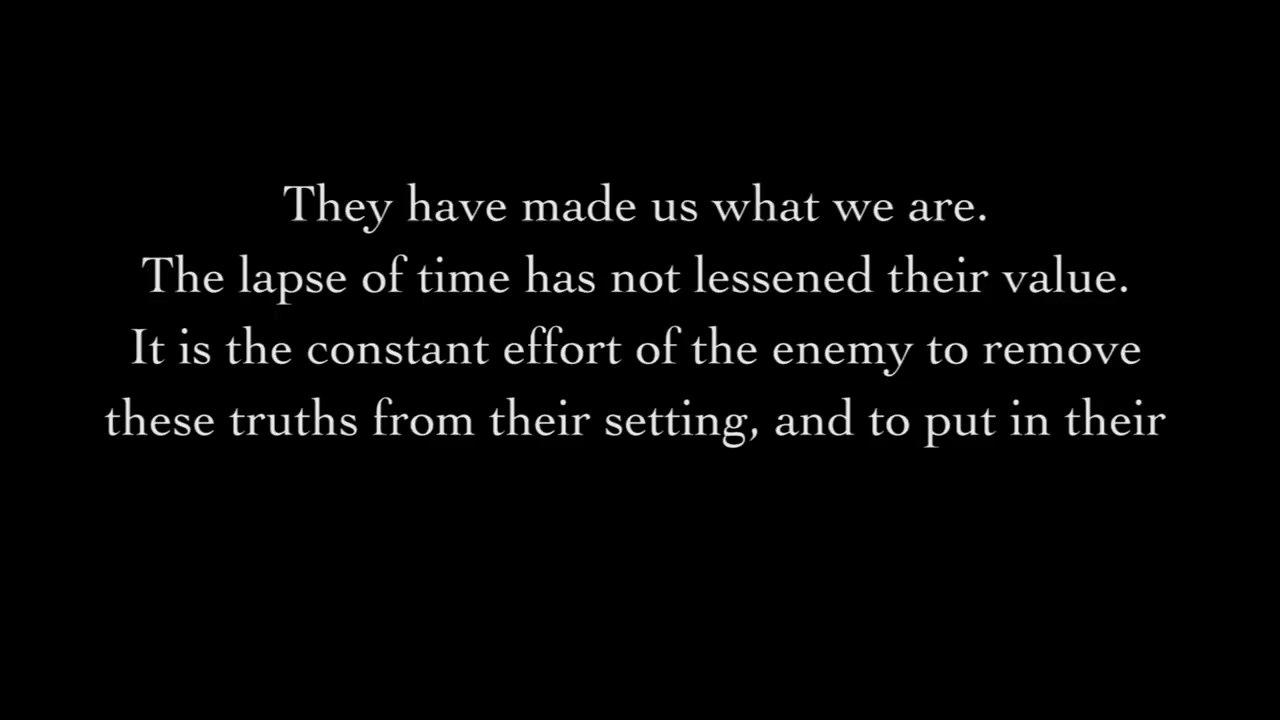 They have made us what we are.
The lapse of time has not lessened their value.
It is the constant effort of the enemy to remove
these truths from their setting, and to put in their